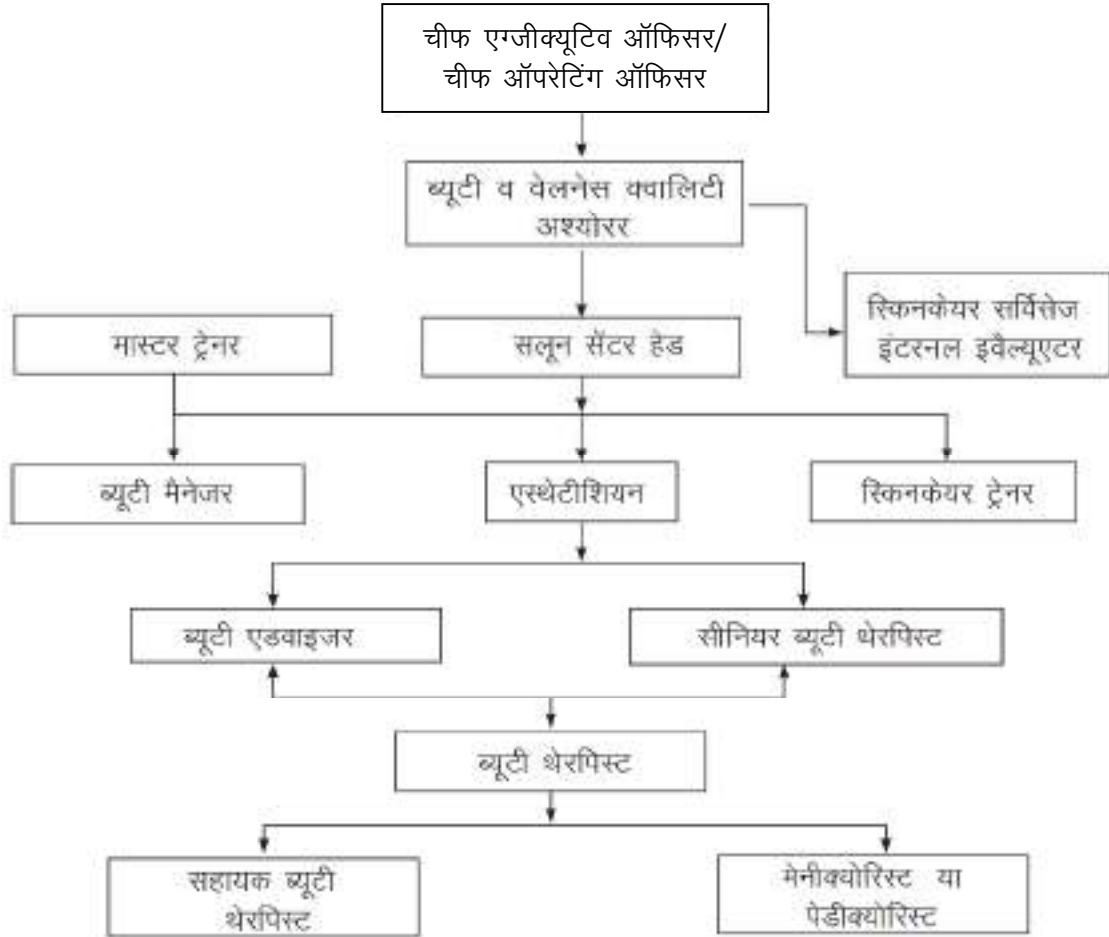 चीफ एग्जीक्यूटिव ऑफिसर/
चीफ ऑपरेटिंग ऑफिसर
ब्यूटी व वेलनेस क्वालिटी
अश्योरर
स्किनकेयर सर्विसेज
इंटरनल इवैल्यूएटर
मास्टर ट्रेनर
सलून सेंटर हेड
ब्यूटी मैनेजर
एस्थेटीशियन
स्किनकेयर ट्रेनर
ब्यूटी एडवाइजर
सीनियर ब्यूटी थेरपिस्ट
ब्यूटी थेरपिस्ट
सहायक ब्यूटी
थेरपिस्ट
मेनीक्योरिस्ट या
पेडीक्योरिस्ट